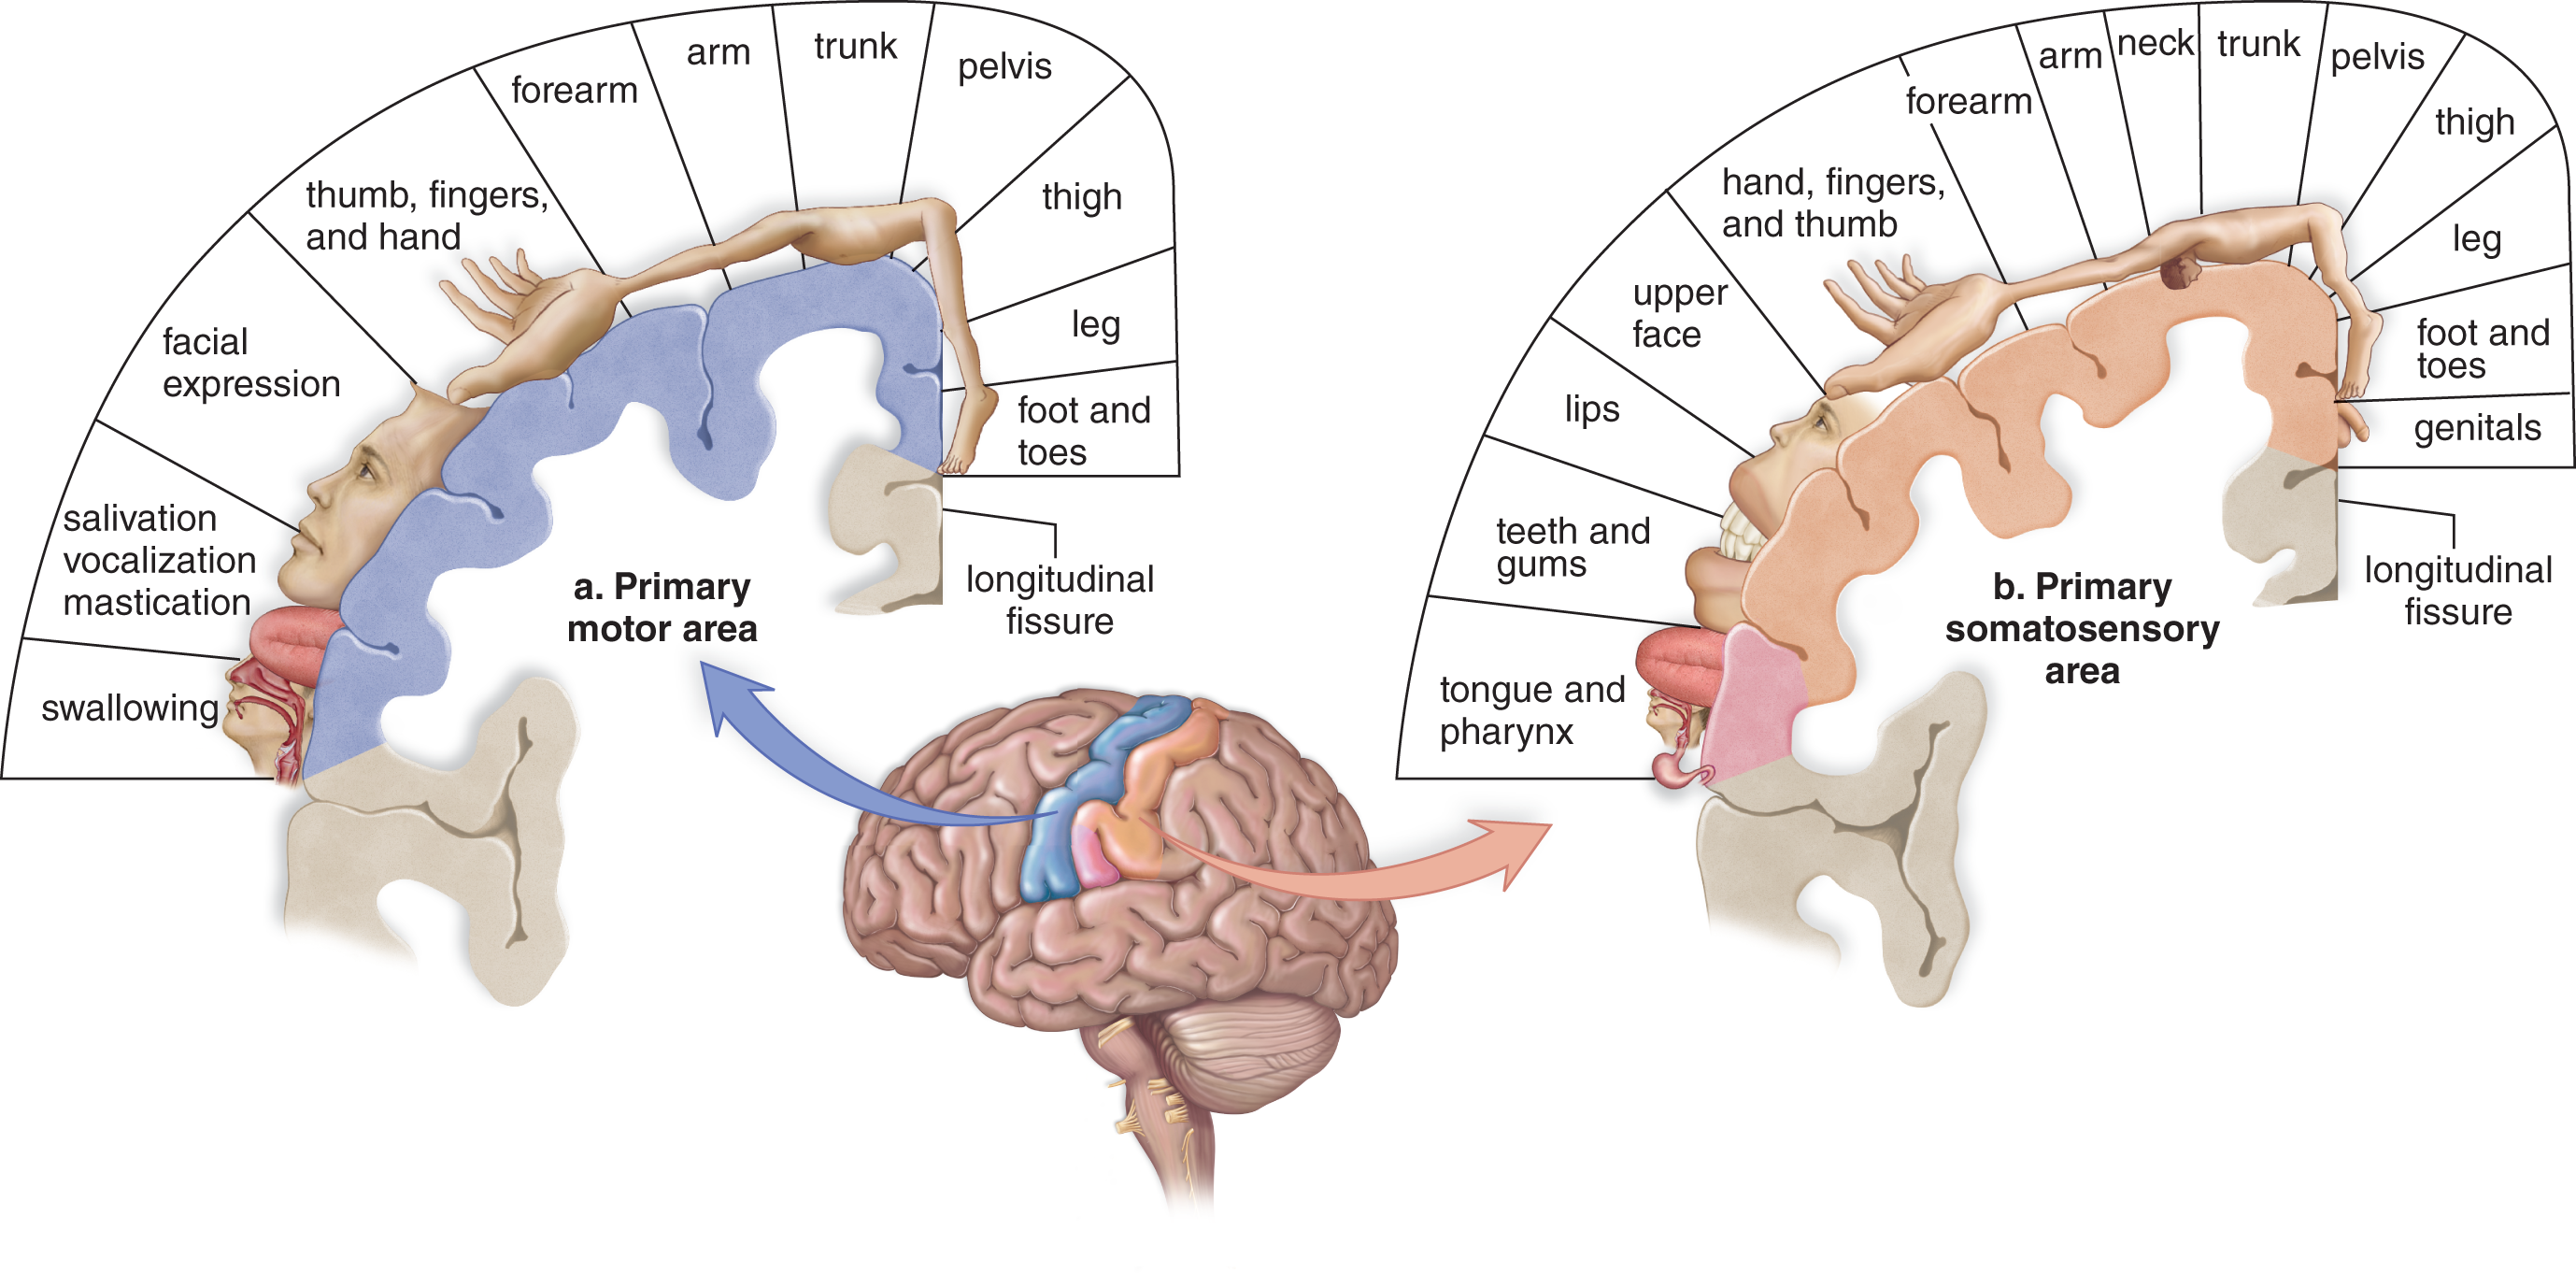 arm
trunk
pelvis
forearm
thumb, fingers,
and hand
thigh
facial
expression
leg
foot and
toes
salivation
vocalization
mastication
swallowing
a. Primary
motor area
longitudinal
fissure
arm
neck
trunk
pelvis
forearm
thigh
hand, fingers,
and thumb
leg
upper
face
foot and
toes
lips
genitals
teeth and
gums
tongue and
pharynx
b. Primary
somatosensory
area
longitudinal
fissure